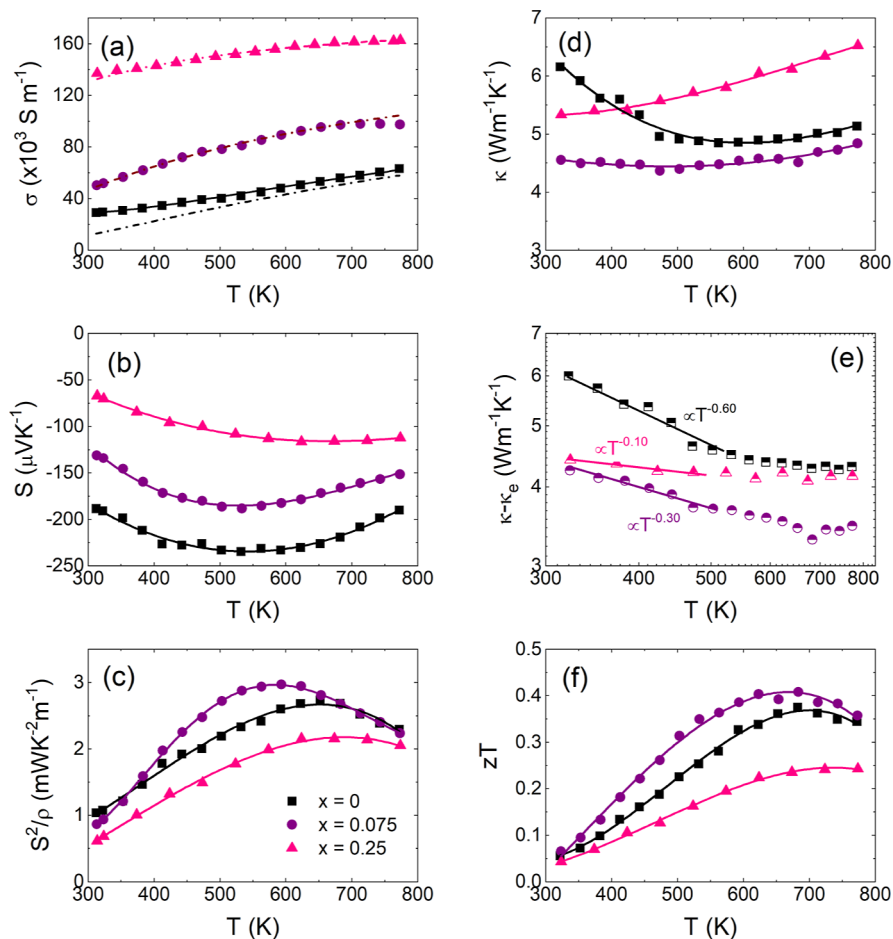 (a)
160
120
80
40
0
σ (x10³ S m⁻¹)
300 400 500 600 700 800
T (K)
(d)
7
6
5
4
3
κ (Wm⁻¹K⁻¹)
300 400 500 600 700 800
T (K)
(b)
0
-50
-100
-150
-200
-250
S (μVK⁻¹)
300 400 500 600 700 800
T (K)
(e)
7
6
5
4
3
κ-κₑ (Wm⁻¹K⁻¹)
∝T⁻⁰·⁶⁰
∝T⁻⁰·¹⁰
∝T⁻⁰·³⁰
300 400 500 600 700 800
T (K)
(c)
4
3
2
1
0
S²/ρ (mWK⁻²m⁻¹)
x = 0
x = 0.075
x = 0.25
300 400 500 600 700 800
T (K)
(f)
0.5
0.4
0.3
0.2
0.1
0.0
zT
300 400 500 600 700 800
T (K)